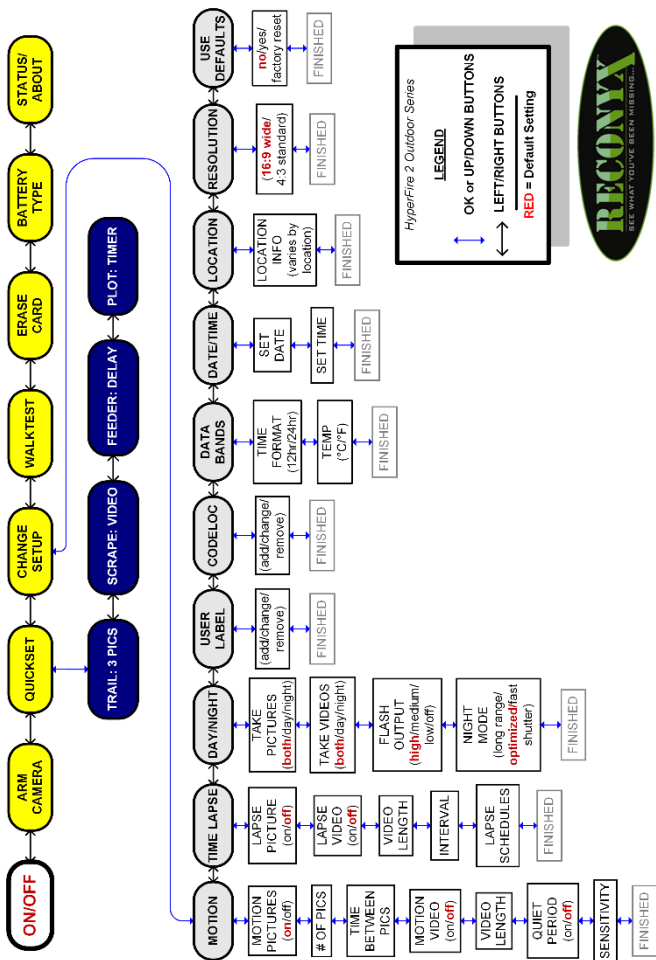 ON/OFF
ARM
CAMERA
QUICKSET
CHANGE
SETUP
WALKTEST
ERASE
CARD
BATTERY
TYPE
STATUS/
ABOUT
TRAIL: 3 PICS
SCRAPE: VIDEO
FEEDER: DELAY
PLOT: TIMER
MOTION
MOTION
PICTURES
(on/off)
# OF PICS
TIME
BETWEEN
PICS
MOTION
VIDEO
(on/off)
VIDEO
LENGTH
QUIET
PERIOD
(on/off)
SENSITIVITY
FINISHED
TIME LAPSE
LAPSE
PICTURE
(on/off)
LAPSE
VIDEO
(on/off)
VIDEO
LENGTH
INTERVAL
LAPSE
SCHEDULES
FINISHED
DAY/NIGHT
TAKE
PICTURES
(both/day/night)
TAKE VIDEOS
(both/day/night)
FLASH
OUTPUT
(high/medium/
low/off)
NIGHT
MODE
(long range/
optimized/fast
shutter)
FINISHED
USER
LABEL
(add/change/
remove)
FINISHED
CODELOC
(add/change/
remove)
FINISHED
DATA
BANDS
TIME
FORMAT
(12hr/24hr)
TEMP
(°C/°F)
FINISHED
DATE/TIME
SET
DATE
SET TIME
FINISHED
LOCATION
LOCATION
INFO
(varies by
location)
FINISHED
RESOLUTION
(16:9 wide/
4:3 standard)
FINISHED
USE
DEFAULTS
no/yes/
factory reset
FINISHED
HyperFire 2 Outdoor Series
LEGEND
OK or UP/DOWN BUTTONS
LEFT/RIGHT BUTTONS
RED = Default Setting
RECONYX
SEE WHAT YOU'VE BEEN MISSING...